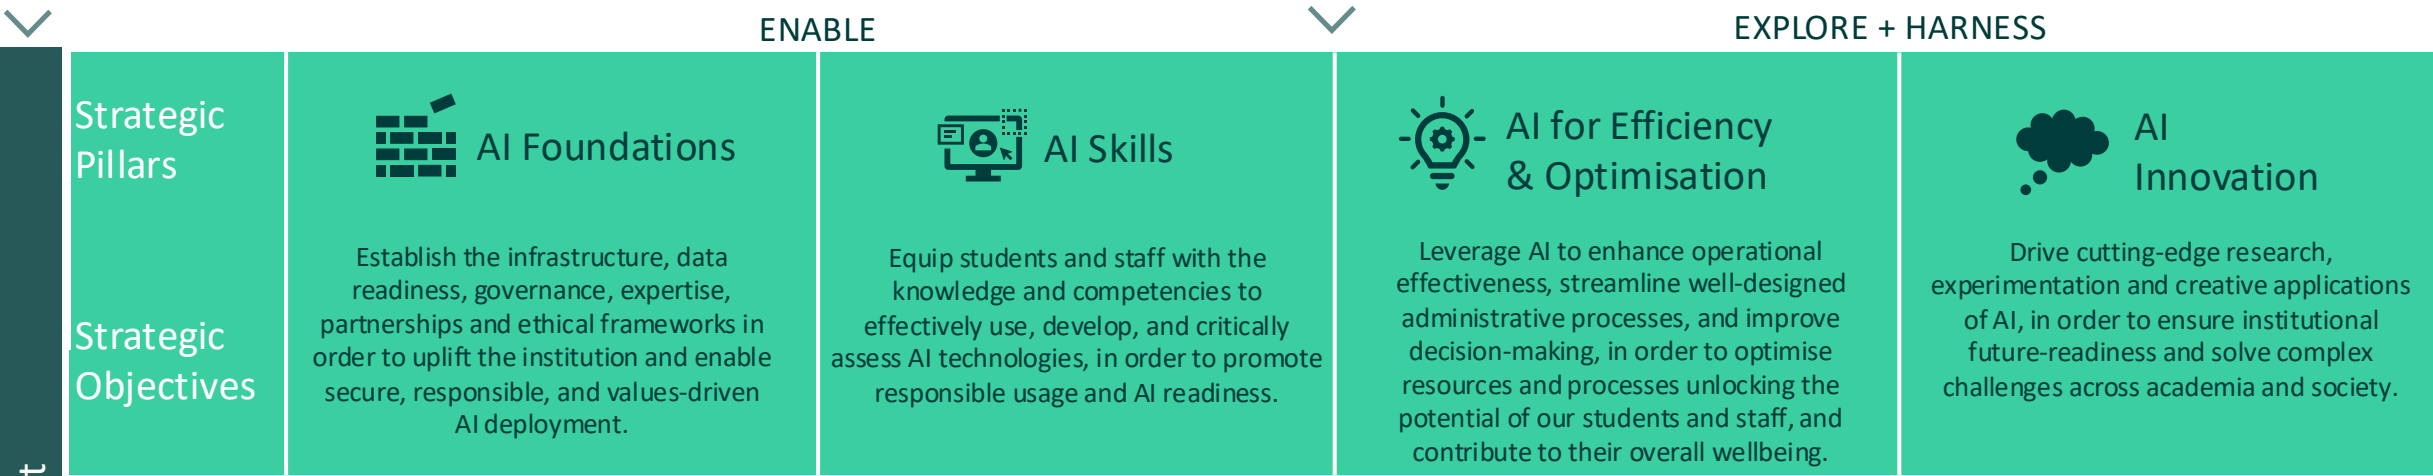 ENABLE
EXPLORE + HARNESS
Strategic
Pillars
AI Foundations
AI Skills
AI for Efficiency
& Optimisation
AI
Innovation
Strategic
Objectives
Establish the infrastructure, data
readiness, governance, expertise,
partnerships and ethical frameworks in
order to uplift the institution and enable
secure, responsible, and values-driven
AI deployment.
Equip students and staff with the
knowledge and competencies to
effectively use, develop, and critically
assess AI technologies, in order to promote
responsible usage and AI readiness.
Leverage AI to enhance operational
effectiveness, streamline well-designed
administrative processes, and improve
decision-making, in order to optimise
resources and processes unlocking the
potential of our students and staff, and
contribute to their overall wellbeing.
Drive cutting-edge research,
experimentation and creative applications
of AI, in order to ensure institutional
future-readiness and solve complex
challenges across academia and society.